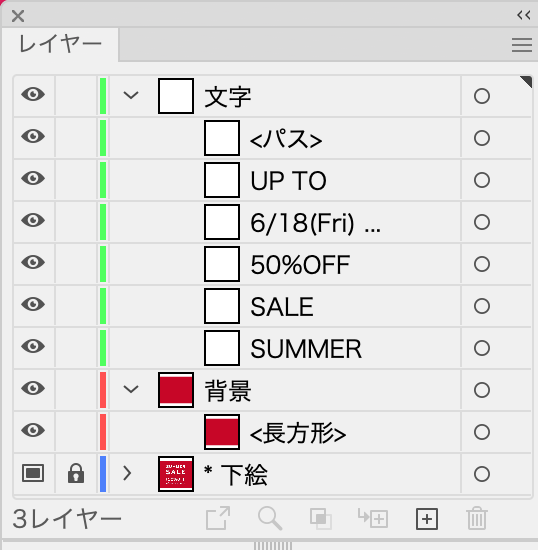 レイヤー
文字
<パス>
UP TO
6/18(Fri) ...
50%OFF
SALE
SUMMER
背景
<長方形>
* 下絵
3レイヤー